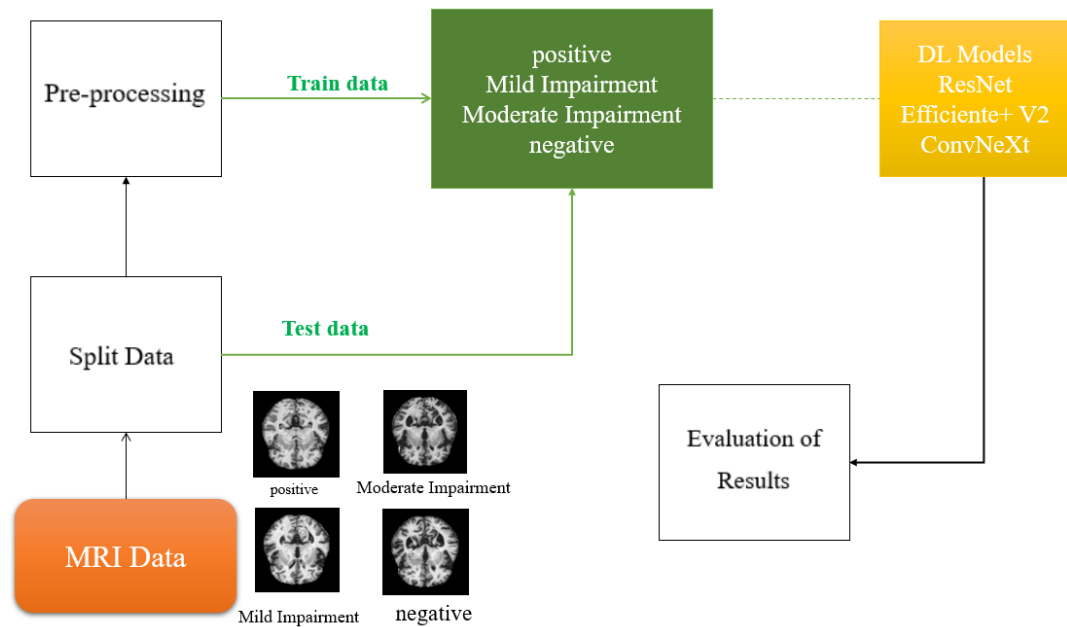 Pre-processing
Train data
positive
Mild Impairment
Moderate Impairment
negative
DL Models
ResNet
Efficiente+ V2
ConvNeXt
Split Data
Test data
positive
Moderate Impairment
Mild Impairment
negative
MRI Data
Evaluation of
Results